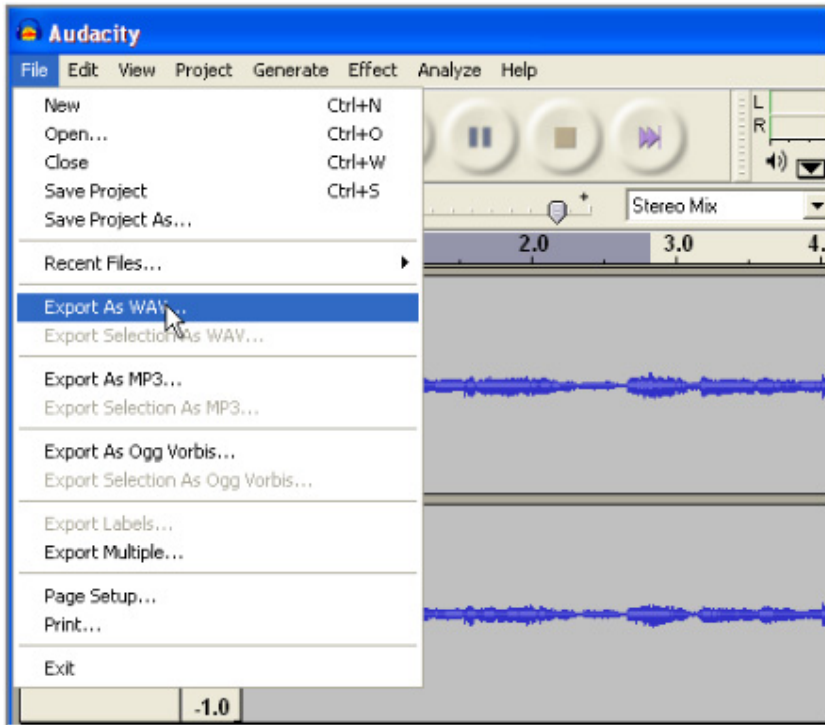 Audacity
File Edit View Project Generate Effect Analyze Help
New Ctrl+N
Open... Ctrl+O
Close Ctrl+W
Save Project Ctrl+S
Save Project As...
Recent Files...
Export As WAV...
Export Selection As WAV...
Export As MP3...
Export Selection As MP3...
Export As Ogg Vorbis...
Export Selection As Ogg Vorbis...
Export Labels...
Export Multiple...
Page Setup...
Print...
Exit
L
R
+
Stereo Mix
2.0 3.0 4.
-1.0